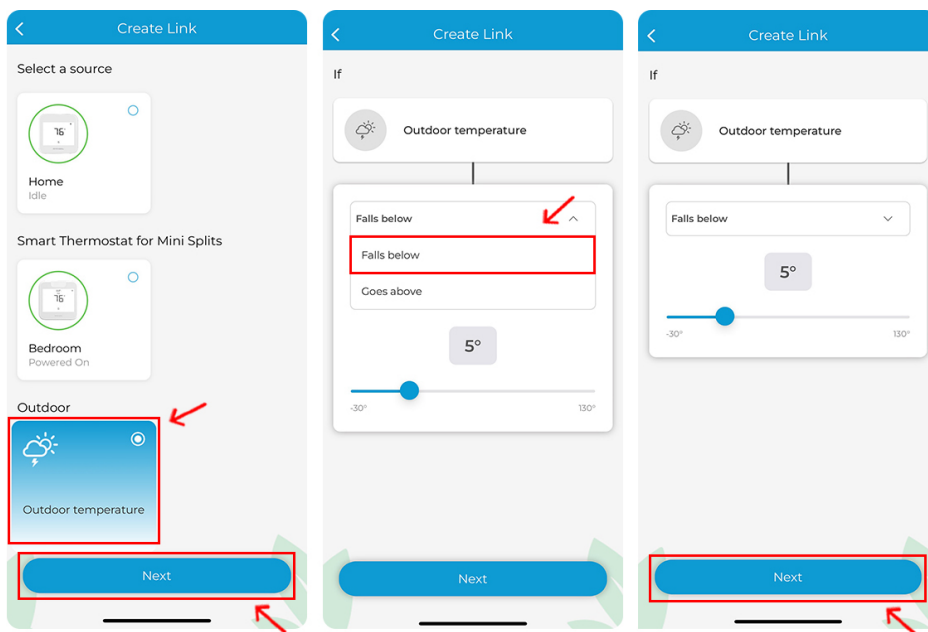 Create Link
Select a source
76°
Home
Idle
Smart Thermostat for Mini Splits
76°
Bedroom
Powered On
Outdoor
Outdoor temperature
Next
Create Link
If
Outdoor temperature
Falls below
Falls below
Goes above
5°
-30°
130°
Next
Create Link
If
Outdoor temperature
Falls below
5°
-30°
130°
Next